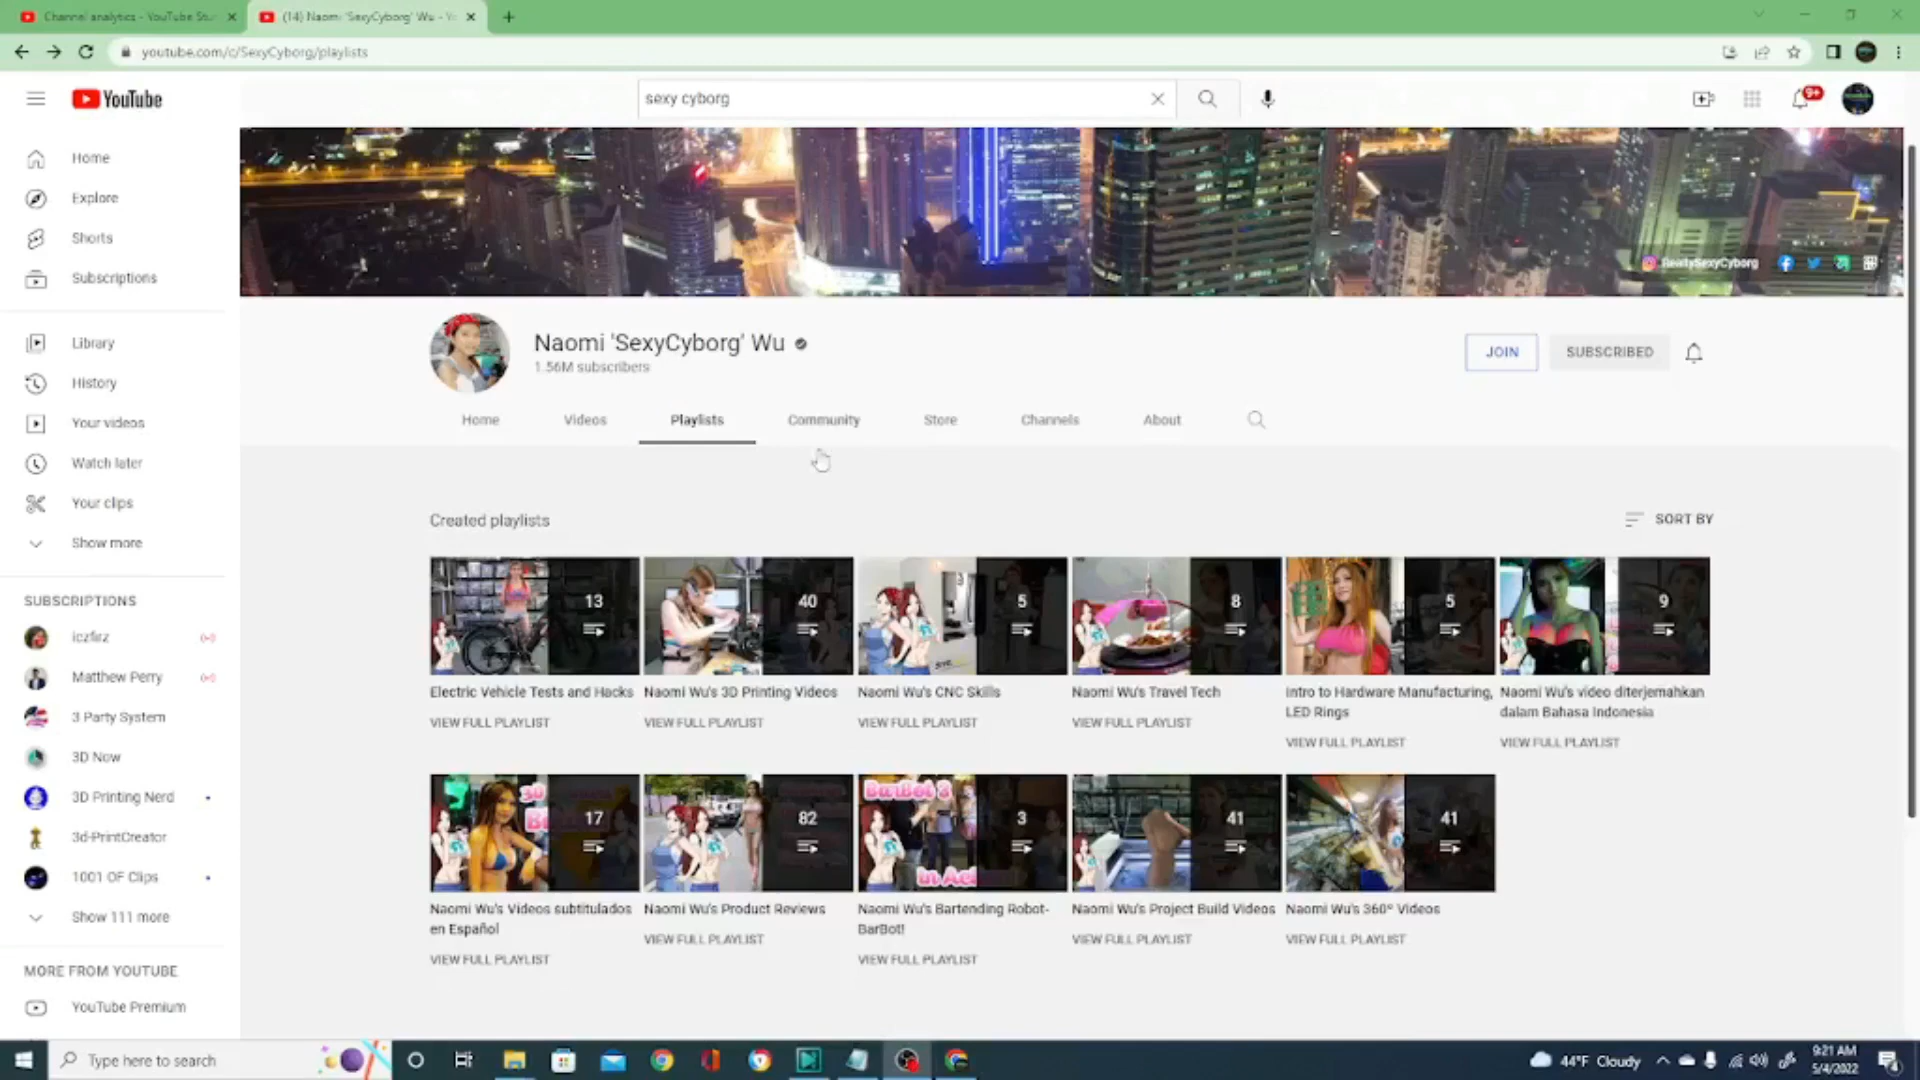 Channel analytics - YouTube Stu
(14) Naomi 'SexyCyborg' Wu - Yo
youtube.com/c/SexyCyborg/playlists
YouTube
sexy cyborg
9+
Home
Explore
Shorts
Subscriptions
Library
History
Your videos
Watch later
Your clips
Show more
SUBSCRIPTIONS
iczfirz
Matthew Perry
3 Party System
3D Now
3D Printing Nerd
3d-PrintCreator
1001 OF Clips
Show 111 more
MORE FROM YOUTUBE
YouTube Premium
RealSexyCyborg
Naomi 'SexyCyborg' Wu
1.56M subscribers
JOIN
SUBSCRIBED
Home Videos Playlists Community Store Channels About
Created playlists
SORT BY
13
40
5
8
5
9
Electric Vehicle Tests and Hacks
VIEW FULL PLAYLIST
Naomi Wu's 3D Printing Videos
VIEW FULL PLAYLIST
Naomi Wu's CNC Skills
VIEW FULL PLAYLIST
Naomi Wu's Travel Tech
VIEW FULL PLAYLIST
Intro to Hardware Manufacturing,
LED Rings
VIEW FULL PLAYLIST
Naomi Wu's video diterjemahkan
dalam Bahasa Indonesia
VIEW FULL PLAYLIST
17
82
BarBot 3
3
41
41
Naomi Wu's Videos subtitulados
en Español
VIEW FULL PLAYLIST
Naomi Wu's Product Reviews
VIEW FULL PLAYLIST
Naomi Wu's Bartending Robot-
BarBot!
VIEW FULL PLAYLIST
Naomi Wu's Project Build Videos
VIEW FULL PLAYLIST
Naomi Wu's 360º Videos
VIEW FULL PLAYLIST
Type here to search
44°F Cloudy
9:21 AM
5/4/2022
4